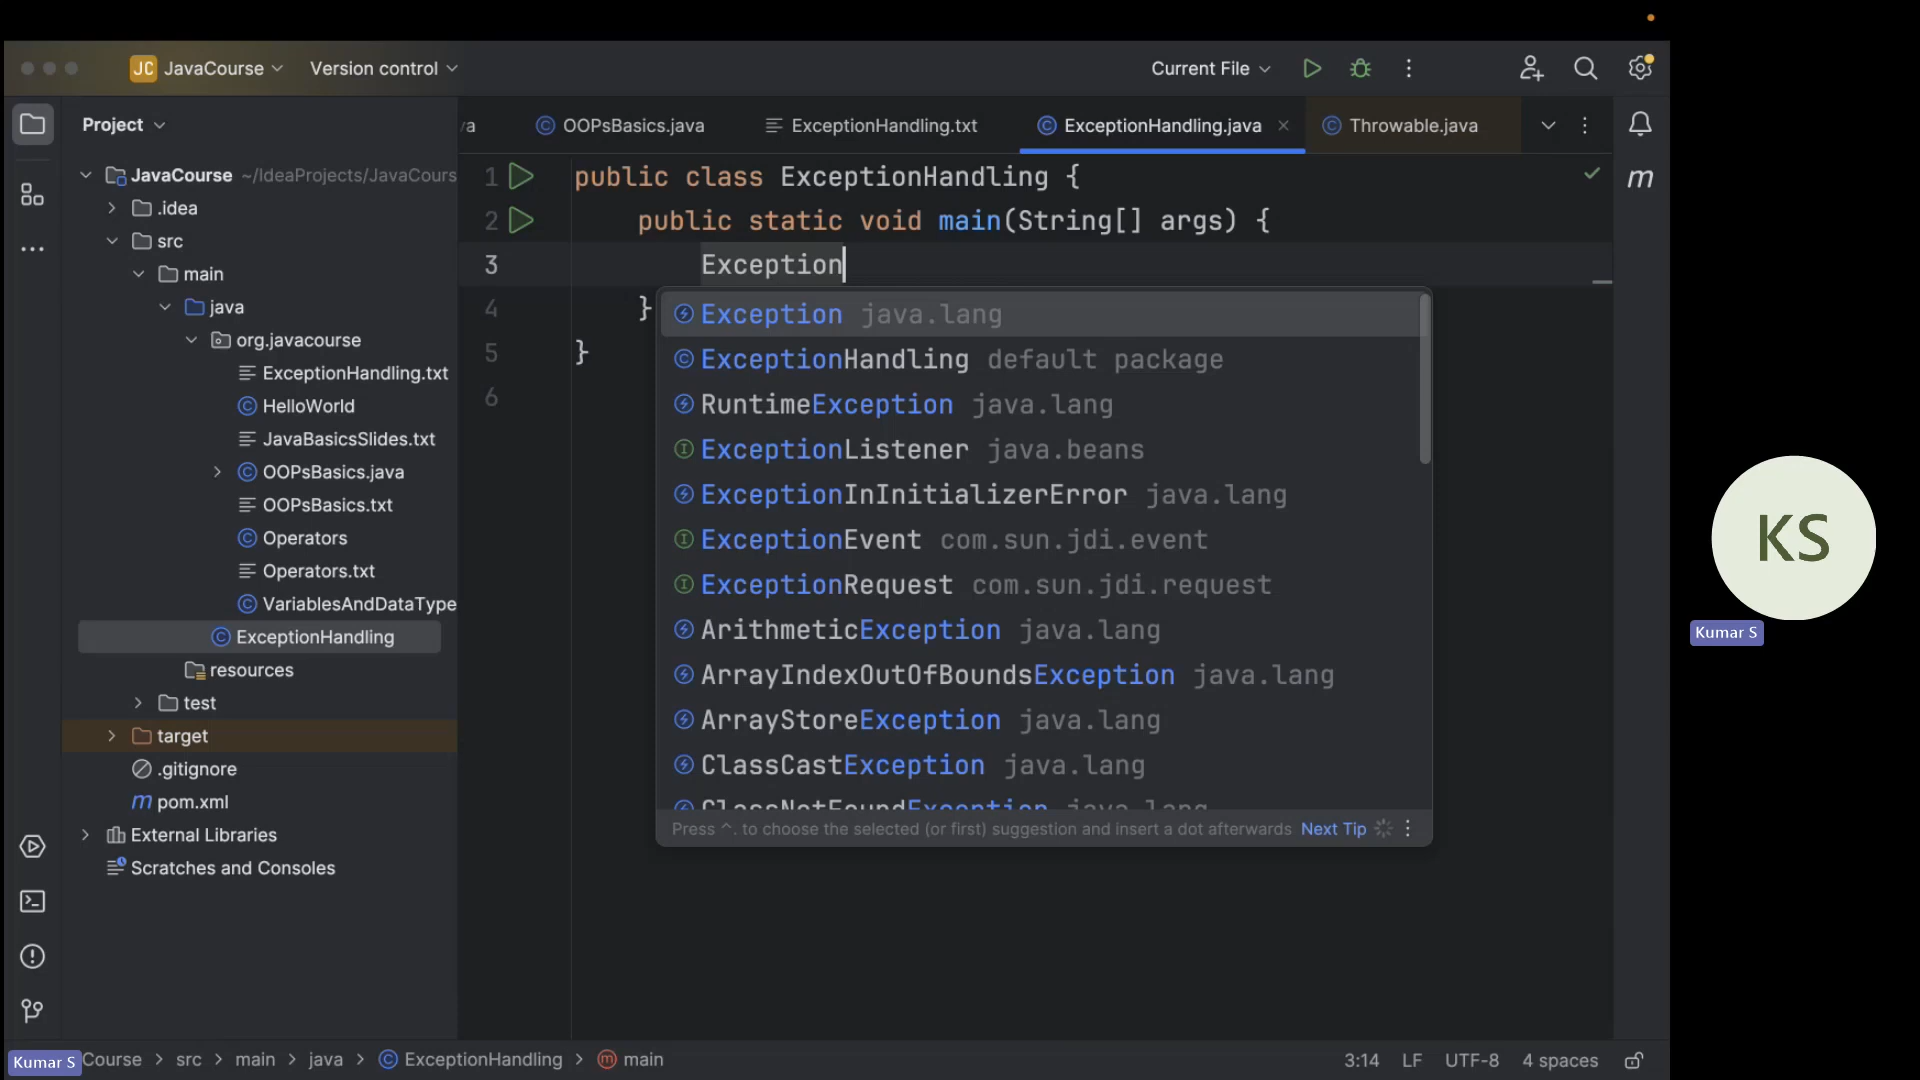 JC JavaCourse Version control Current File
Project
va OOPsBasics.java ExceptionHandling.txt ExceptionHandling.java Throwable.java
JavaCourse ~/IdeaProjects/JavaCours
.idea
src
main
java
org.javacourse
ExceptionHandling.txt
HelloWorld
JavaBasicsSlides.txt
OOPsBasics.java
OOPsBasics.txt
Operators
Operators.txt
VariablesAndDataType
ExceptionHandling
resources
test
target
.gitignore
m pom.xml
External Libraries
Scratches and Consoles
1 public class ExceptionHandling {
2 public static void main(String[] args) {
3 Exception
4 }
5 }
6
Exception java.lang
ExceptionHandling default package
RuntimeException java.lang
ExceptionListener java.beans
ExceptionInInitializerError java.lang
ExceptionEvent com.sun.jdi.event
ExceptionRequest com.sun.jdi.request
ArithmeticException java.lang
ArrayIndexOutOfBoundsException java.lang
ArrayStoreException java.lang
ClassCastException java.lang
ClassNotFoundException java.lang
Press ^. to choose the selected (or first) suggestion and insert a dot afterwards Next Tip
m
KS
Kumar S
Kumar S Course > src > main > java > ExceptionHandling > m main
3:14 LF UTF-8 4 spaces